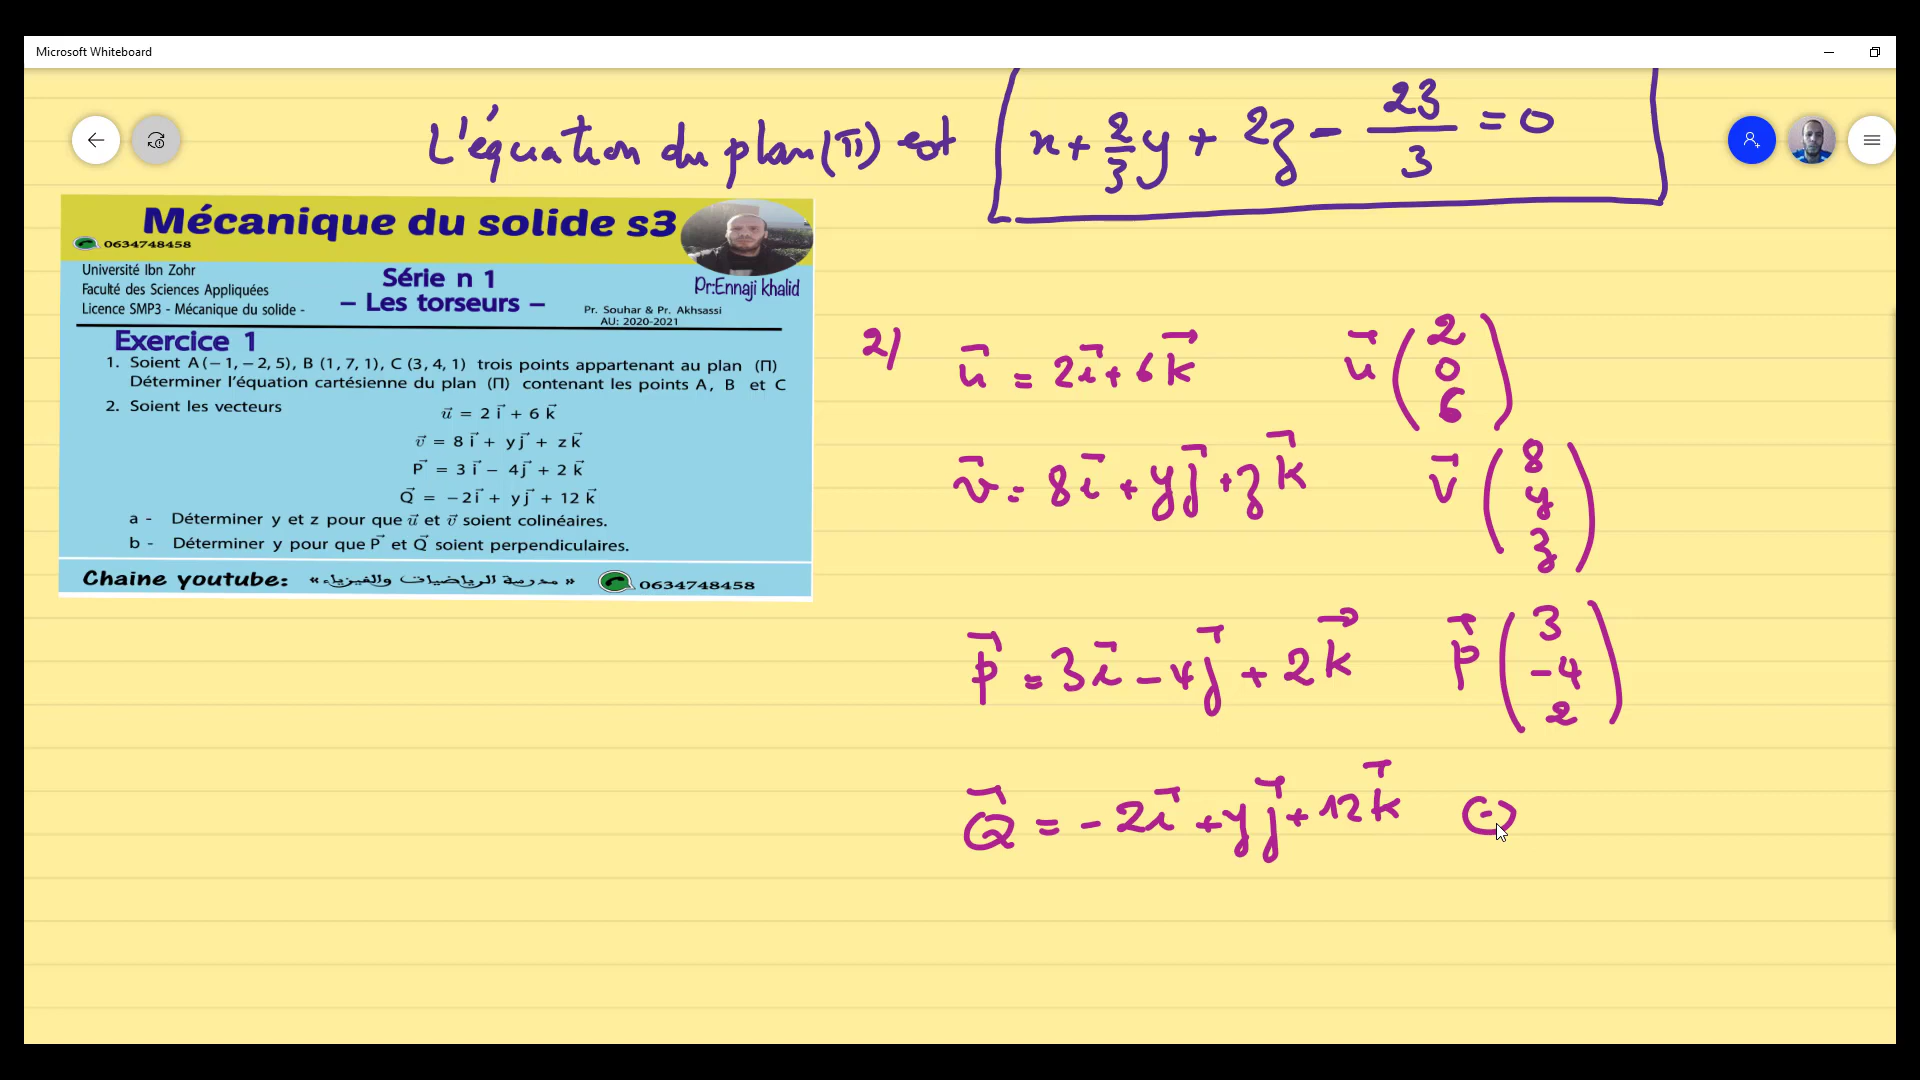 Microsoft Whiteboard
L'équation du plan (π) est x + 2/3 y + 2z - 23/3 = 0
Mécanique du solide s3
0634748458
Université Ibn Zohr
Faculté des Sciences Appliquées
Licence SMP3 - Mécanique du solide -
Série n 1
– Les torseurs –
Pr:Ennaji khalid
Pr. Souhar & Pr. Akhsassi
AU: 2020-2021
Exercice 1
1. Soient A (− 1, − 2, 5), B (1, 7, 1), C (3, 4, 1) trois points appartenant au plan (Π)
Déterminer l'équation cartésienne du plan (Π) contenant les points A, B et C
2. Soient les vecteurs
u⃗ = 2 i⃗ + 6 k⃗
v⃗ = 8 i⃗ + y j⃗ + z k⃗
P⃗ = 3 i⃗ − 4 j⃗ + 2 k⃗
Q⃗ = − 2 i⃗ + y j⃗ + 12 k⃗
a - Déterminer y et z pour que u⃗ et v⃗ soient colinéaires.
b - Déterminer y pour que P⃗ et Q⃗ soient perpendiculaires.
Chaine youtube: « مدرسة الرياضيات والفيزياء » 0634748458
2) u⃗ = 2i⃗ + 6k⃗ u⃗ (2
0
6)
v⃗ = 8i⃗ + yj⃗ + zk⃗ v⃗ (8
y
z)
p⃗ = 3i⃗ - 4j⃗ + 2k⃗ p⃗ (3
-4
2)
Q⃗ = - 2i⃗ + yj⃗ + 12k⃗